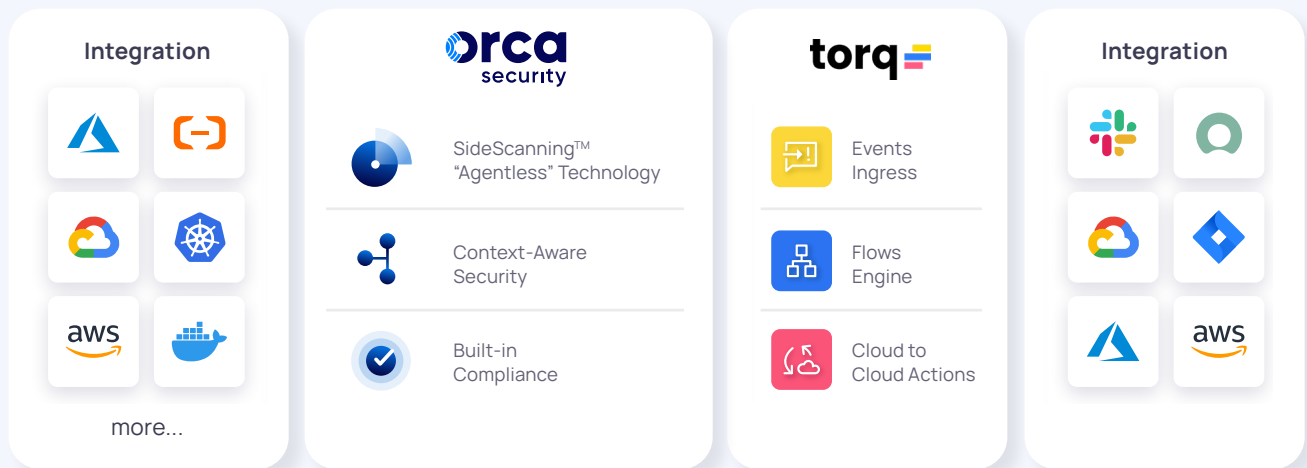 Integration
aws
more...
orca
security
SideScanning™
“Agentless” Technology
Context-Aware
Security
Built-in
Compliance
torq
Events
Ingress
Flows
Engine
Cloud to
Cloud Actions
Integration
aws